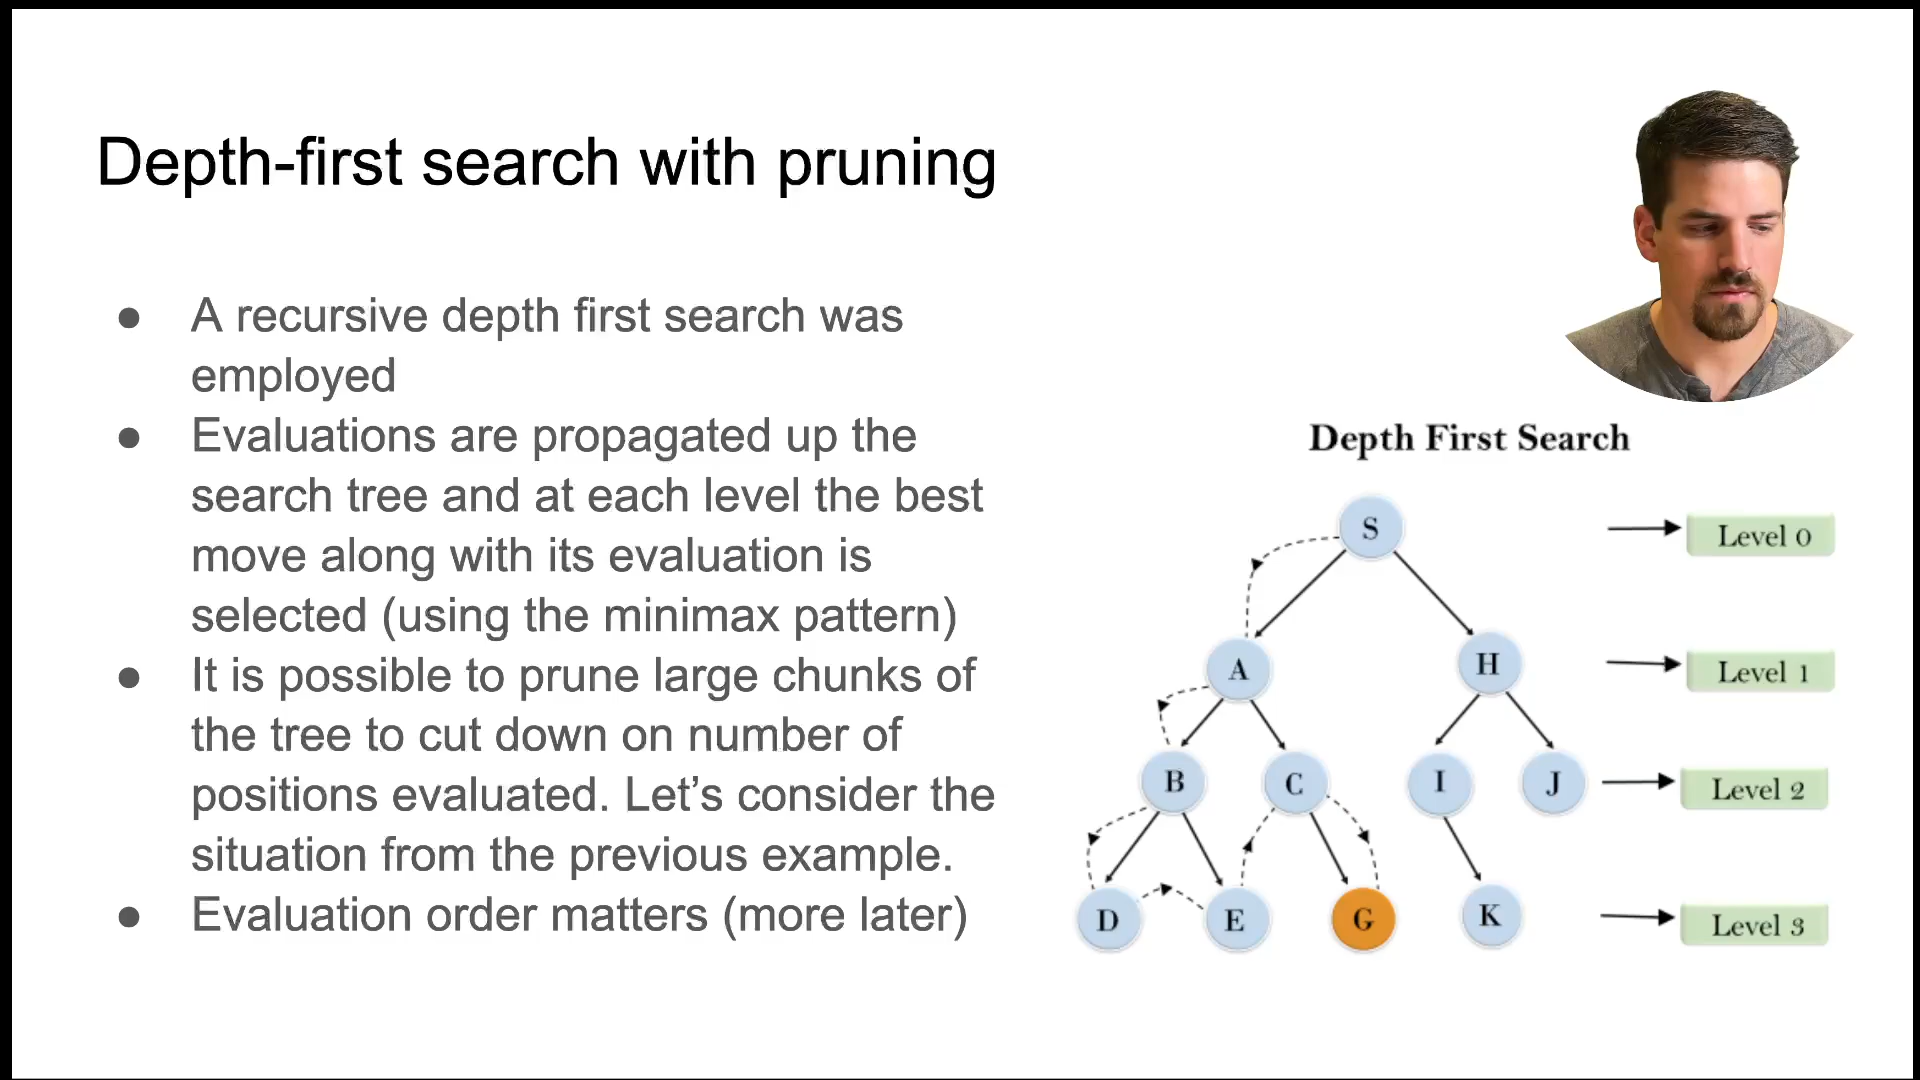 Depth-first search with pruning
● A recursive depth first search was
employed
● Evaluations are propagated up the
search tree and at each level the best
move along with its evaluation is
selected (using the minimax pattern)
● It is possible to prune large chunks of
the tree to cut down on number of
positions evaluated. Let’s consider the
situation from the previous example.
● Evaluation order matters (more later)
Depth First Search
S Level 0
A H Level 1
B C I J Level 2
D E G K Level 3